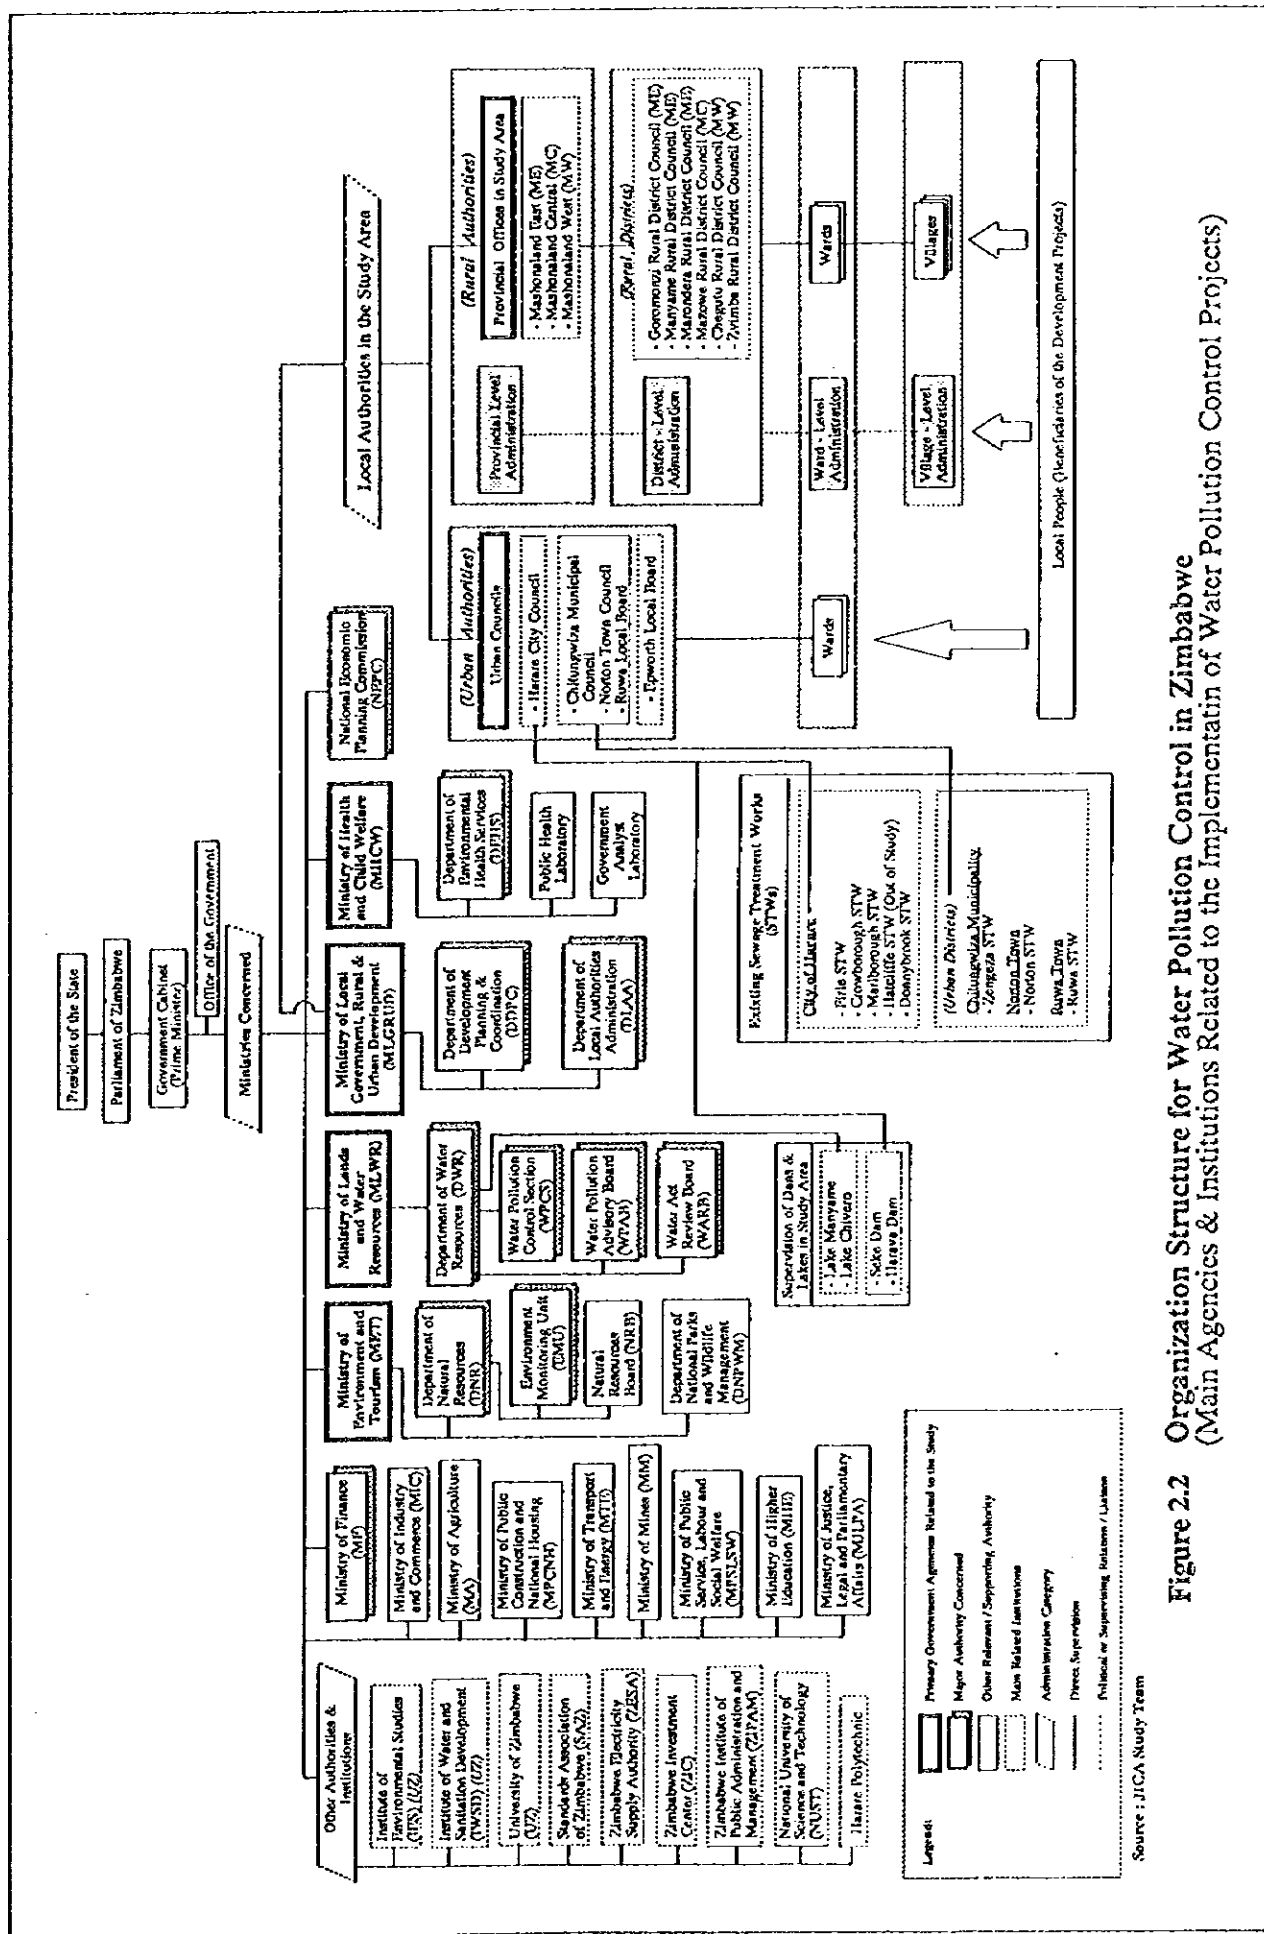 President of the State
Parliament of Zimbabwe
Government Cabinet
(Prime Minister)
Office of the Government
Ministries Concerned
Other Authorities &
Institutions
Institute of
Environmental Studies
(IES) (UZ)
Institute of Water and
Sanitation Development
(IWSD) (UZ)
University of Zimbabwe
(UZ)
Standards Association
of Zimbabwe (SAZ)
Zimbabwe Electricity
Supply Authority (ZESA)
Zimbabwe Investment
Center (ZIC)
Zimbabwe Institute of
Public Administration and
Management (ZIPAM)
National University of
Science and Technology
(NUST)
Harare Polytechnic
Ministry of Finance
(MF)
Ministry of Industry
and Commerce (MIC)
Ministry of Agriculture
(MA)
Ministry of Public
Construction and
National Housing
(MPCNH)
Ministry of Transport
and Energy (MTE)
Ministry of Mines (MM)
Ministry of Public
Service, Labour and
Social Welfare
(MPSLSW)
Ministry of Higher
Education (MHE)
Ministry of Justice,
Legal and Parliamentary
Affairs (MJLPA)
Ministry of
Environment and
Tourism (MET)
Department of
Natural
Resources
(DNR)
Environment
Monitoring Unit
(EMU)
Natural
Resources
Board (NRB)
Department of
National Parks
and Wildlife
Management
(DNPWM)
Ministry of Lands
and Water
Resources (MLWR)
Department of Water
Resources (DWR)
Water Pollution
Control Section
(WPCS)
Water Pollution
Advisory Board
(WPAB)
Water Act
Review Board
(WARB)
Supervision of Dams &
Lakes in Study Area
- Lake Manyame
- Lake Chivero
- Seke Dam
- Harava Dam
Ministry of Local
Government, Rural &
Urban Development
(MLGRUD)
Department of
Development
Planning &
Coordination
(DDPC)
Department of
Local Authorities
Administration
(DLAA)
Ministry of Health
and Child Welfare
(MHCW)
Department of
Environmental
Health Services
(DEHS)
Public Health
Laboratory
Government
Analyst
Laboratory
National Economic
Planning Commission
(NEPC)
Existing Sewage Treatment Works
(STWs)
City of Harare
- Firle STW
- Crowborough STW
- Marlborough STW
- Hatcliffe STW (Out of Study)
- Donnybrook STW
(Urban Districts)
Chitungwiza Municipality
- Zengeza STW
Norton Town
- Norton STW
Ruwa Town
- Ruwa STW
Local Authorities in the Study Area
(Urban Authorities)
Urban Councils
- Harare City Council
- Chitungwiza Municipal
Council
- Norton Town Council
- Ruwa Local Board
- Epworth Local Board
Wards
(Rural Authorities)
Provincial Level
Administration
Provincial Offices in Study Area
- Mashonaland East (ME)
- Mashonaland Central (MC)
- Mashonaland West (MW)
(Rural Districts)
District - Level
Administration
- Goromonzi Rural District Council (ME)
- Manyame Rural District Council (ME)
- Marondera Rural District Council (ME)
- Mazowe Rural District Council (MC)
- Chegutu Rural District Council (MW)
- Zvimba Rural District Council (MW)
Ward - Level
Administration
Wards
Village - Level
Administration
Villages
Local People (Beneficiaries of the Development Projects)
Legend:
Primary Government Agencies Related to the Study
Major Authority Concerned
Other Relevant / Supporting Authority
Main Related Institutions
Administration Category
Direct Supervision
Political or Supervising Relation / Liaison
Source : JICA Study Team
Figure 2.2 Organization Structure for Water Pollution Control in Zimbabwe
(Main Agencies & Institutions Related to the Implementatin of Water Pollution Control Projects)